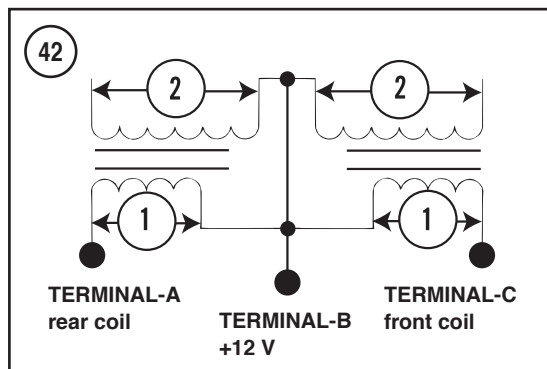 42
2
2
1
1
TERMINAL-A
rear coil
TERMINAL-B
+12 V
TERMINAL-C
front coil